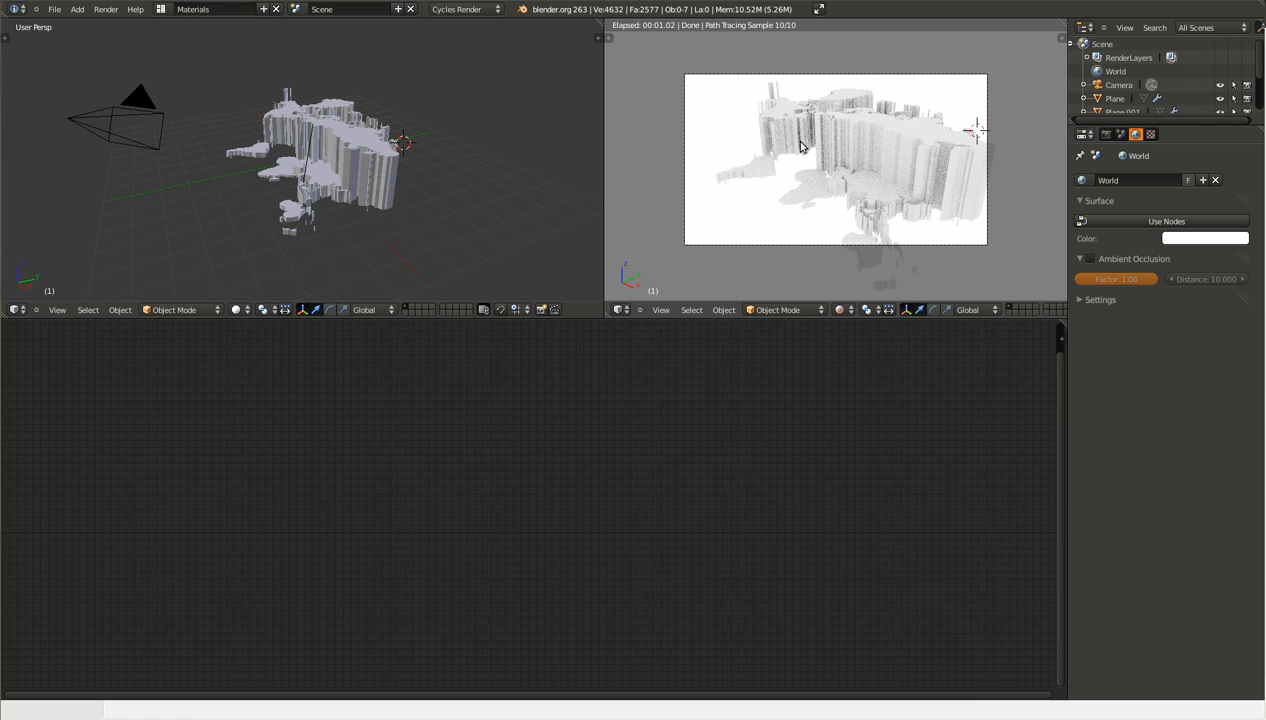 File Add Render Help Materials Scene Cycles Render blender.org 263 | Ve:4632 | Fa:2577 | Ob:0-7 | La:0 | Mem:10.52M (5.26M)
View Search All Scenes
User Persp
Elapsed: 00:01.02 | Done | Path Tracing Sample 10/10
Scene
RenderLayers
World
Camera
Plane
Plane.001
World
World F
Surface
Use Nodes
Color:
Ambient Occlusion
Factor: 1.00 Distance: 10.000
Settings
z
y
x
(1)
z
x
(1)
View Select Object Object Mode Global
View Select Object Object Mode Global